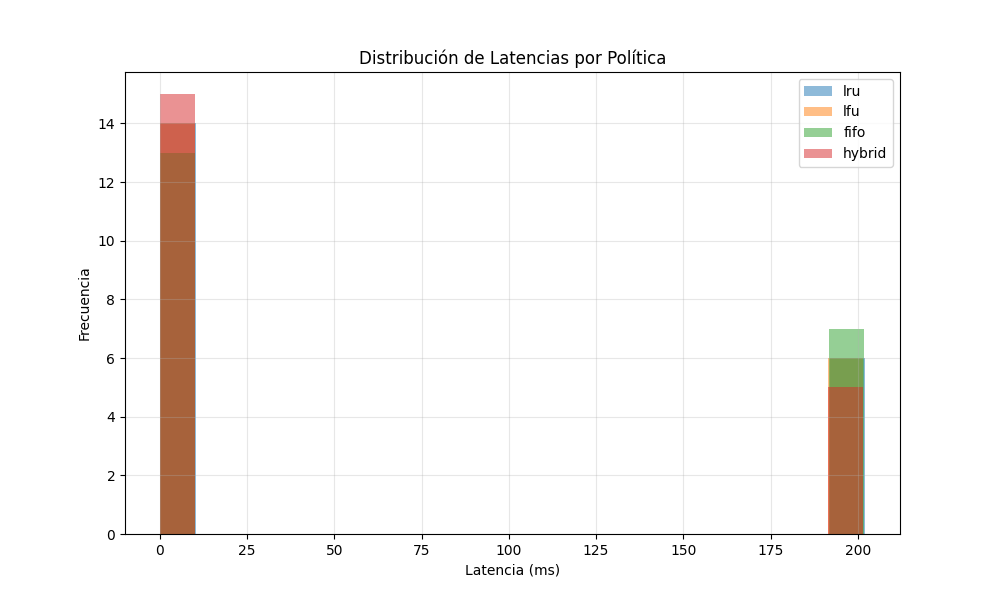 Distribución de Latencias por Política
lru
lfu
fifo
hybrid
Frecuencia
14
12
10
8
6
4
2
0
0 25 50 75 100 125 150 175 200
Latencia (ms)